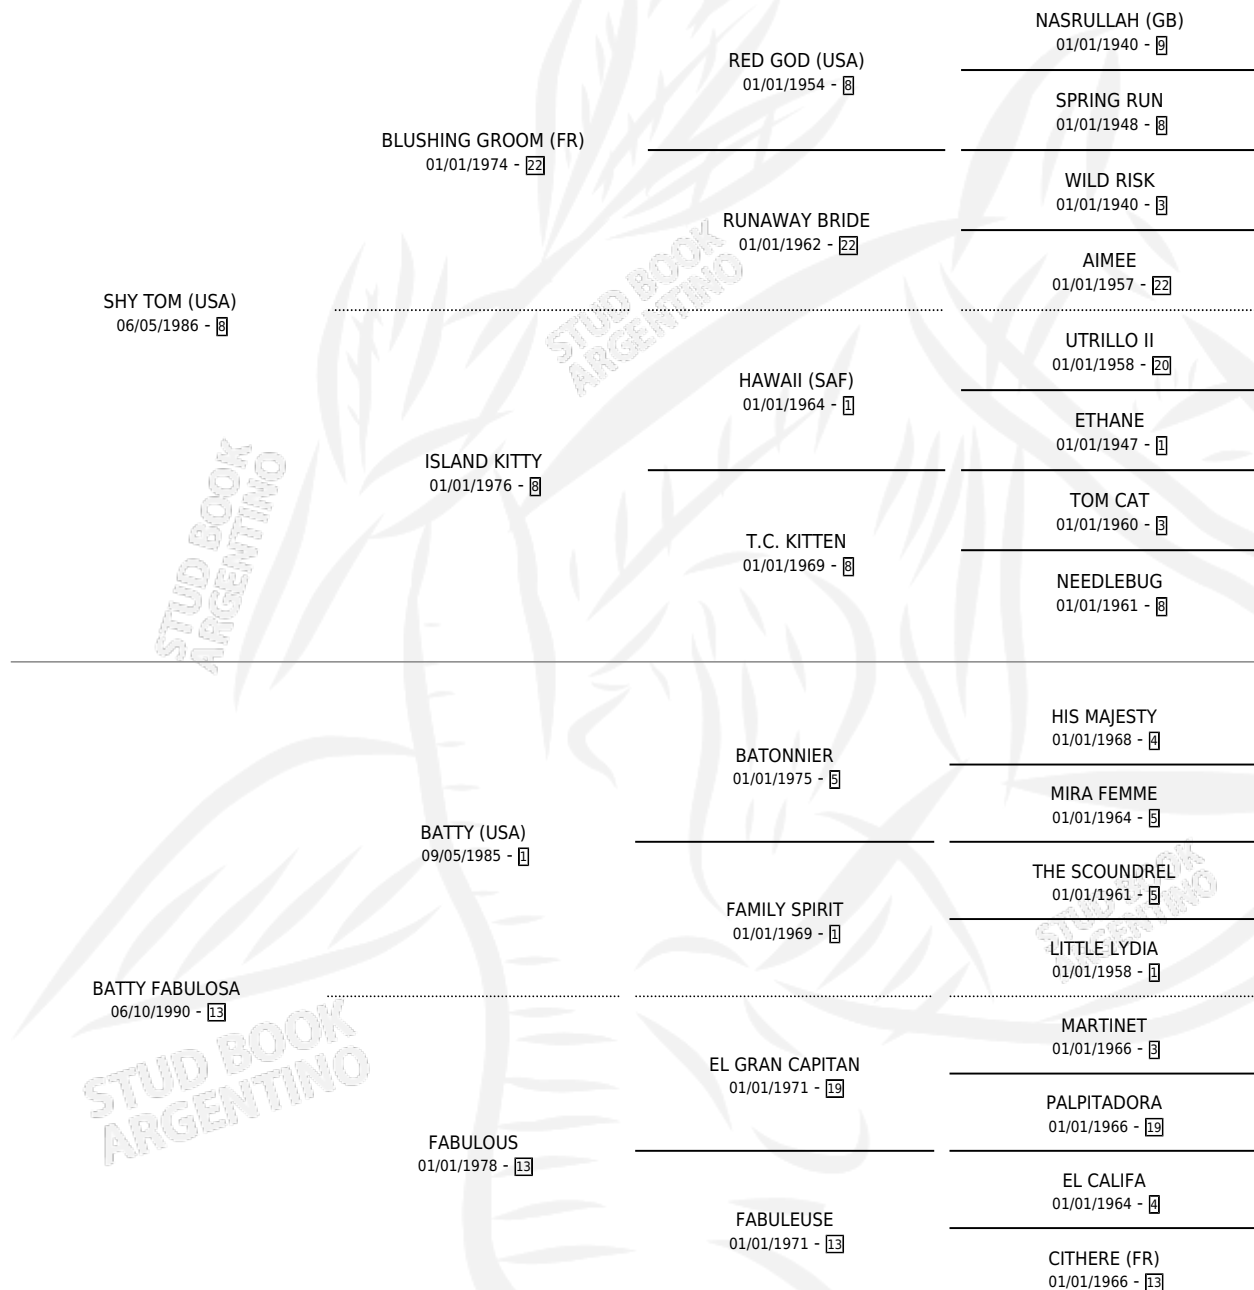 NASRULLAH (GB)
01/01/1940 - 9
RED GOD (USA)
01/01/1954 - 8
SPRING RUN
01/01/1948 - 8
BLUSHING GROOM (FR)
01/01/1974 - 22
WILD RISK
01/01/1940 - 3
RUNAWAY BRIDE
01/01/1962 - 22
AIMEE
01/01/1957 - 22
SHY TOM (USA)
06/05/1986 - 8
STUD BOOK
ARGENTINO
UTRILLO II
01/01/1958 - 20
HAWAII (SAF)
01/01/1964 - 1
ETHANE
01/01/1947 - 1
ISLAND KITTY
01/01/1976 - 8
TOM CAT
01/01/1960 - 3
T.C. KITTEN
01/01/1969 - 8
NEEDLEBUG
01/01/1961 - 8
STUD BOOK
ARGENTINO
HIS MAJESTY
01/01/1968 - 4
BATONNIER
01/01/1975 - 5
MIRA FEMME
01/01/1964 - 5
BATTY (USA)
09/05/1985 - 1
THE SCOUNDREL
01/01/1961 - 5
FAMILY SPIRIT
01/01/1969 - 1
STUD BOOK
ARGENTINO
LITTLE LYDIA
01/01/1958 - 1
BATTY FABULOSA
06/10/1990 - 13
STUD BOOK
ARGENTINO
MARTINET
01/01/1966 - 3
EL GRAN CAPITAN
01/01/1971 - 19
PALPITADORA
01/01/1966 - 19
FABULOUS
01/01/1978 - 13
EL CALIFA
01/01/1964 - 4
FABULEUSE
01/01/1971 - 13
CITHERE (FR)
01/01/1966 - 13